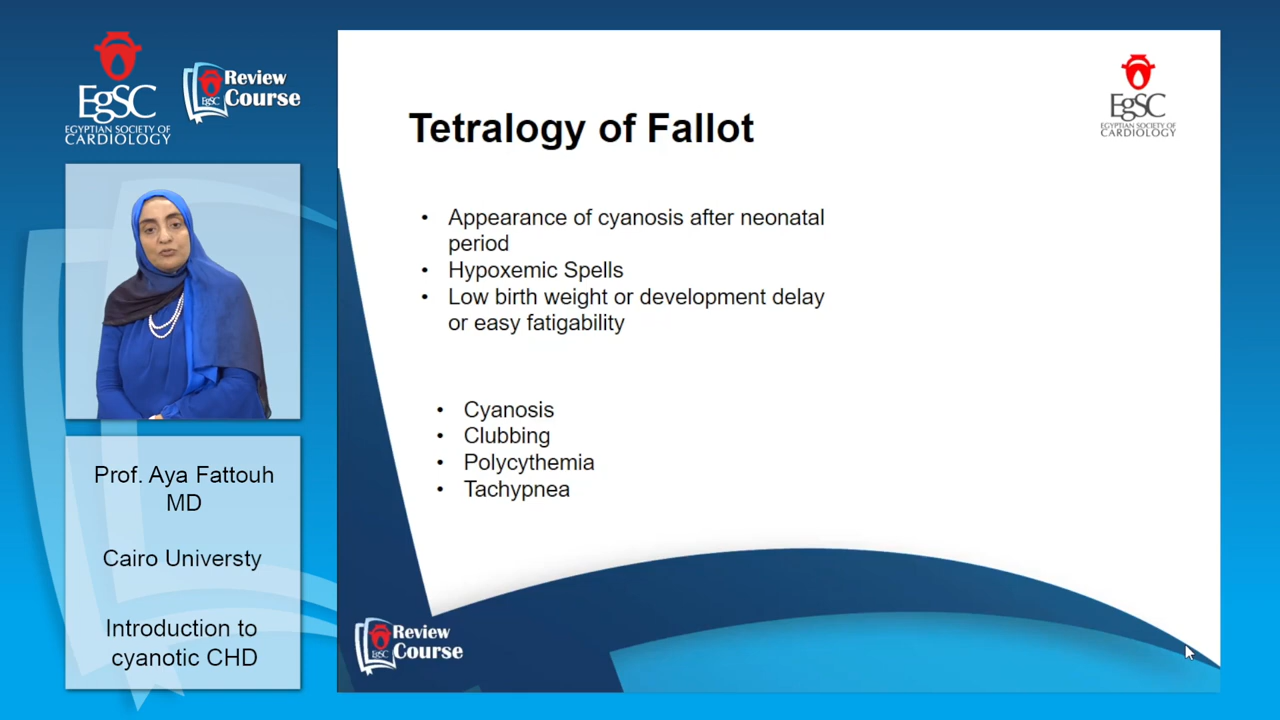 EgSC
EGYPTIAN SOCIETY OF
CARDIOLOGY
EgSC
Review
Course
Prof. Aya Fattouh
MD
Cairo Universty
Introduction to
cyanotic CHD
EgSC
EGYPTIAN SOCIETY OF
CARDIOLOGY
Tetralogy of Fallot
• Appearance of cyanosis after neonatal
period
• Hypoxemic Spells
• Low birth weight or development delay
or easy fatigability
• Cyanosis
• Clubbing
• Polycythemia
• Tachypnea
EgSC
Review
Course